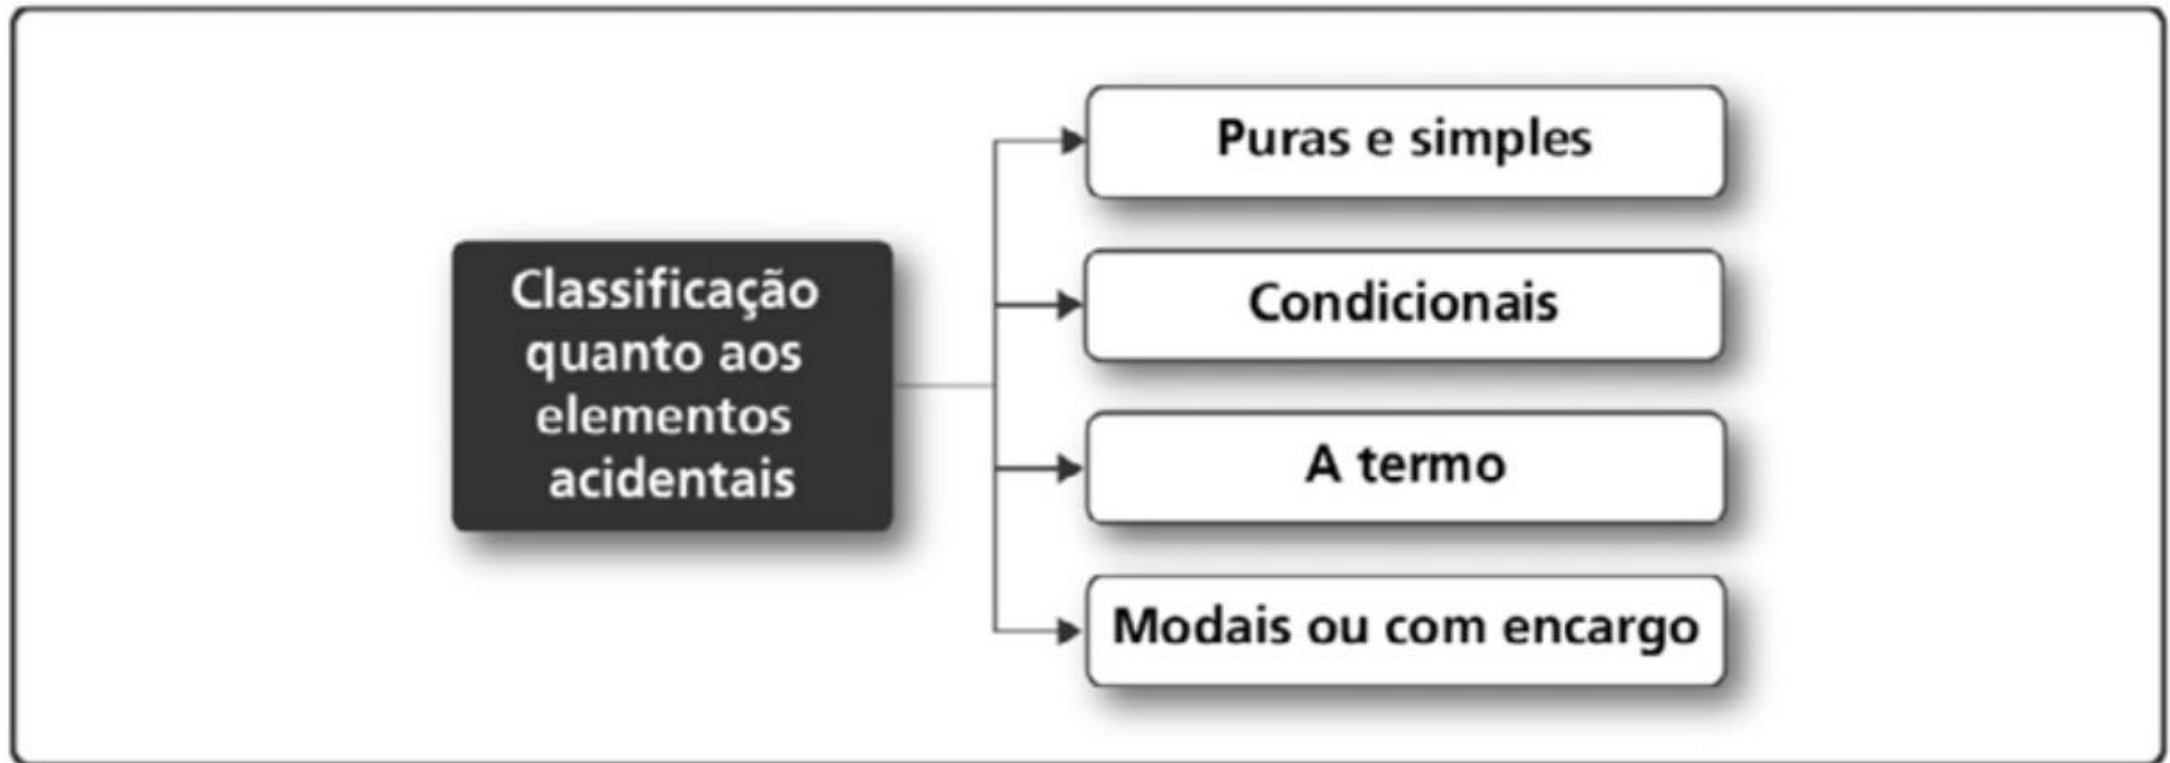 Classificação
quanto aos
elementos
acidentais
Puras e simples
Condicionais
A termo
Modais ou com encargo